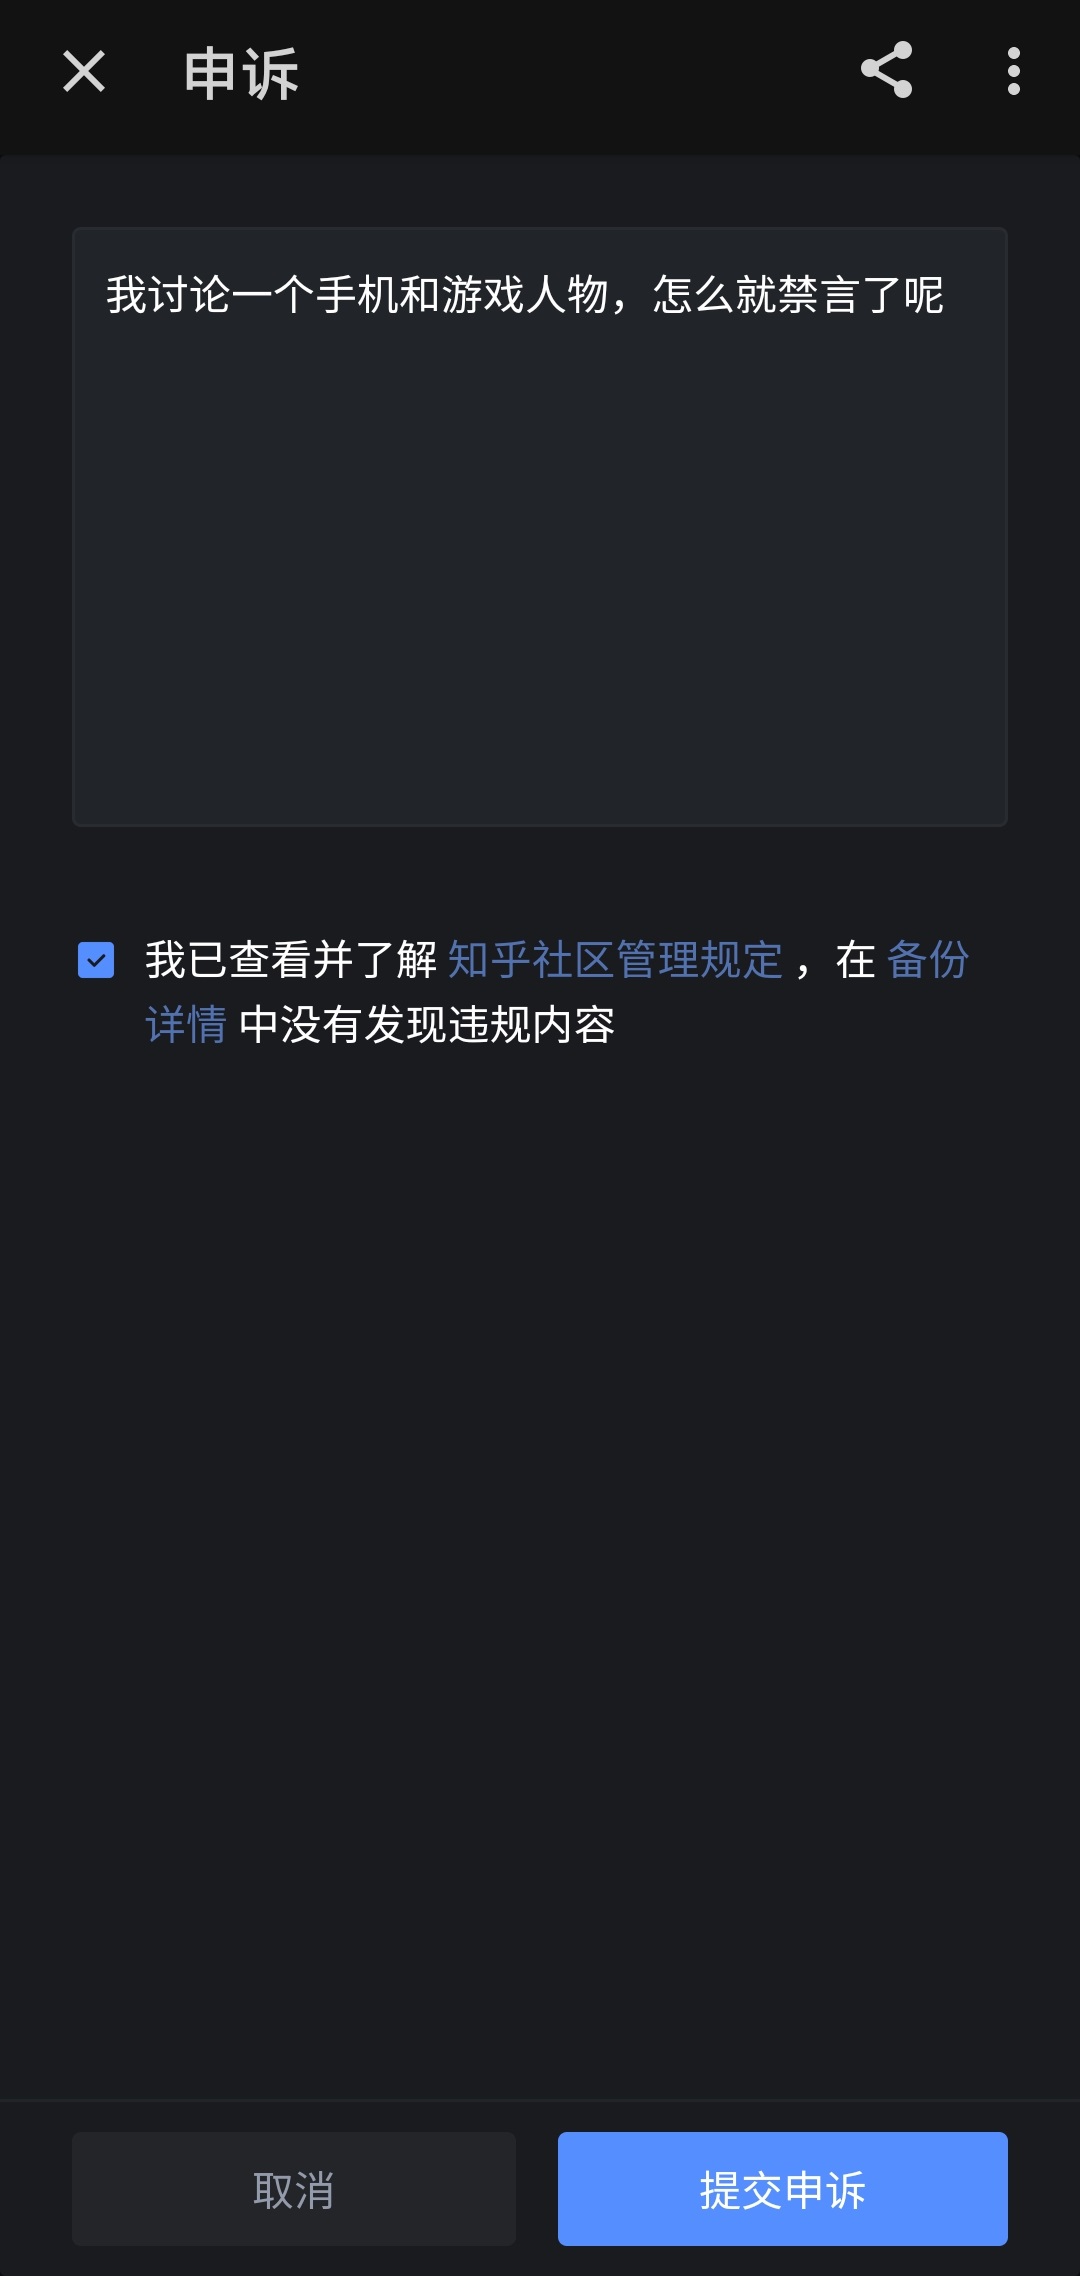 申诉
我讨论一个手机和游戏人物，怎么就禁言了呢
我已查看并了解 知乎社区管理规定 ，在 备份
详情 中没有发现违规内容
取消
提交申诉